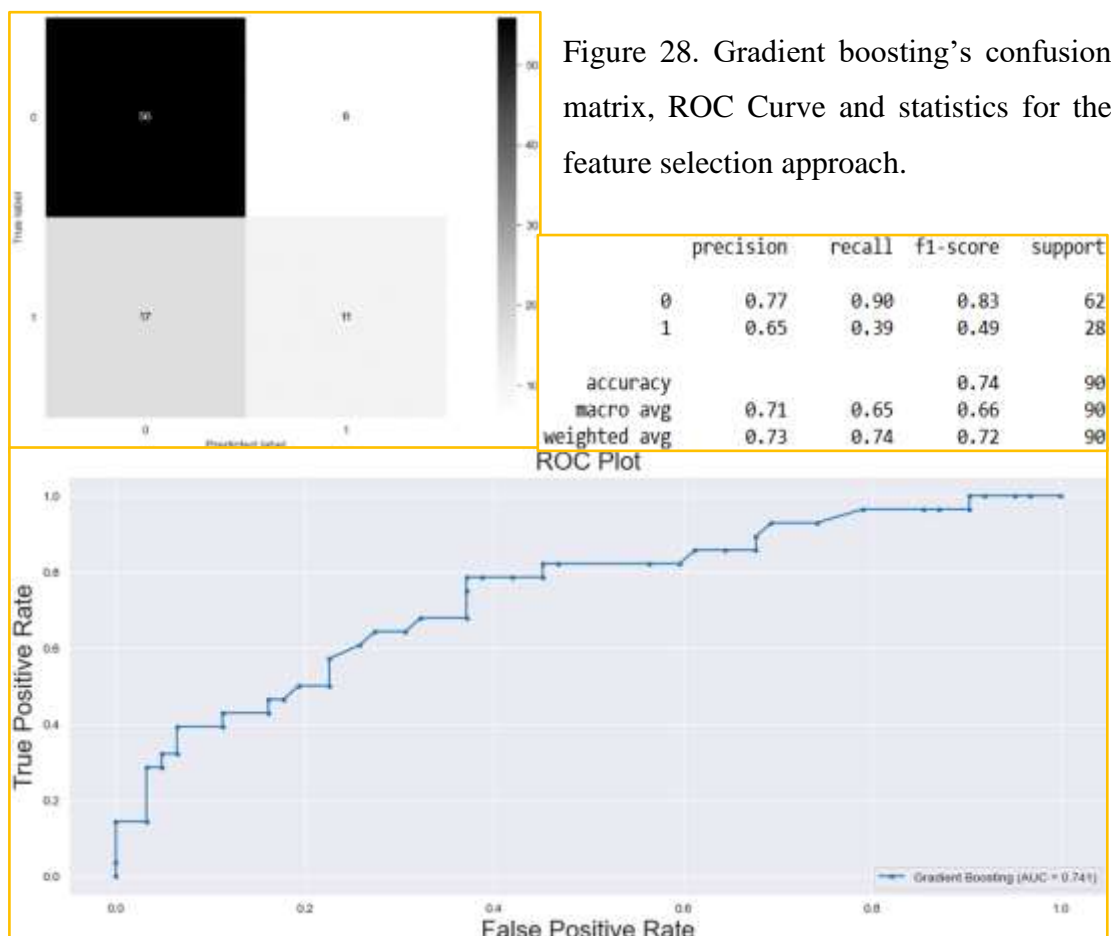 Figure 28. Gradient boosting's confusion
matrix, ROC Curve and statistics for the
feature selection approach.
50
40
30
20
10
True label
0
56
6
1
17
11
0
1
Predicted label
precision recall f1-score support
0 0.77 0.90 0.83 62
1 0.65 0.39 0.49 28
accuracy 0.74 90
macro avg 0.71 0.65 0.66 90
weighted avg 0.73 0.74 0.72 90
ROC Plot
True Positive Rate
1.0
0.8
0.6
0.4
0.2
0.0
Gradient Boosting (AUC = 0.741)
0.0 0.2 0.4 0.6 0.8 1.0
False Positive Rate